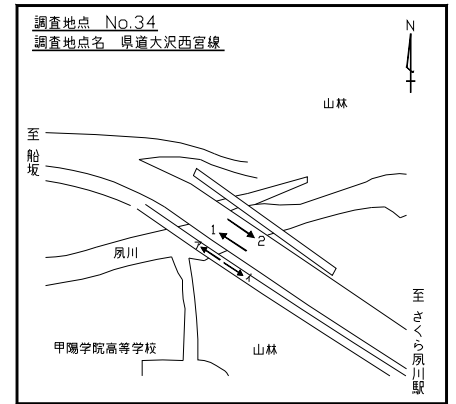 調査地点 No.34
調査地点名 県道大沢西宮線
N
山林
至 船坂
1
2
ア
イ
夙川
至 さくら夙川駅
甲陽学院高等学校
山林